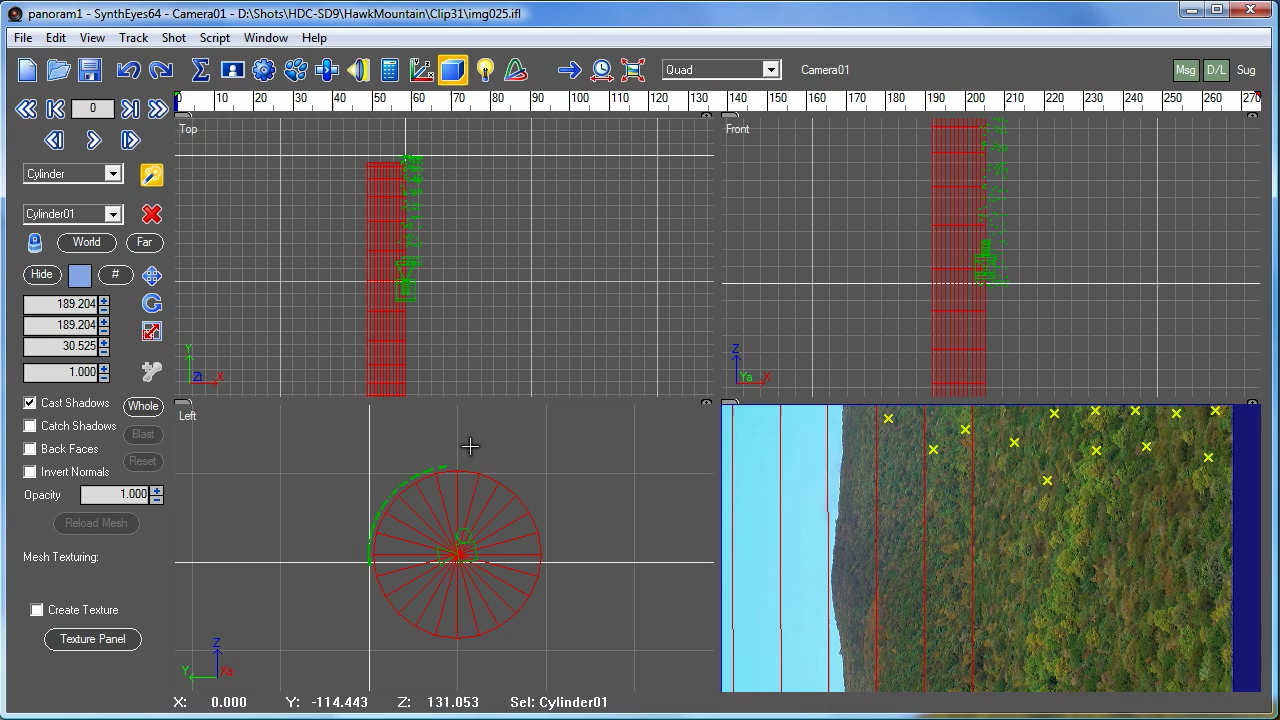 panoram1 - SynthEyes64 - Camera01 - D:\Shots\HDC-SD9\HawkMountain\Clip31\img025.ifl
File Edit View Track Shot Script Window Help
Quad Camera01 Msg D/L Sug
0 0 10 20 30 40 50 60 70 80 90 100 110 120 130 140 150 160 170 180 190 200 210 220 230 240 250 260 270
Top Front
Cylinder
Cylinder01
World Far
Hide #
189.204
189.204
30.525
1.000
Y X Z X
Cast Shadows Whole
Catch Shadows Blast
Back Faces Reset
Invert Normals
Opacity 1.000
Reload Mesh
Mesh Texturing:
Create Texture
Texture Panel
Left
Z Y
X: 0.000 Y: -114.443 Z: 131.053 Sel: Cylinder01